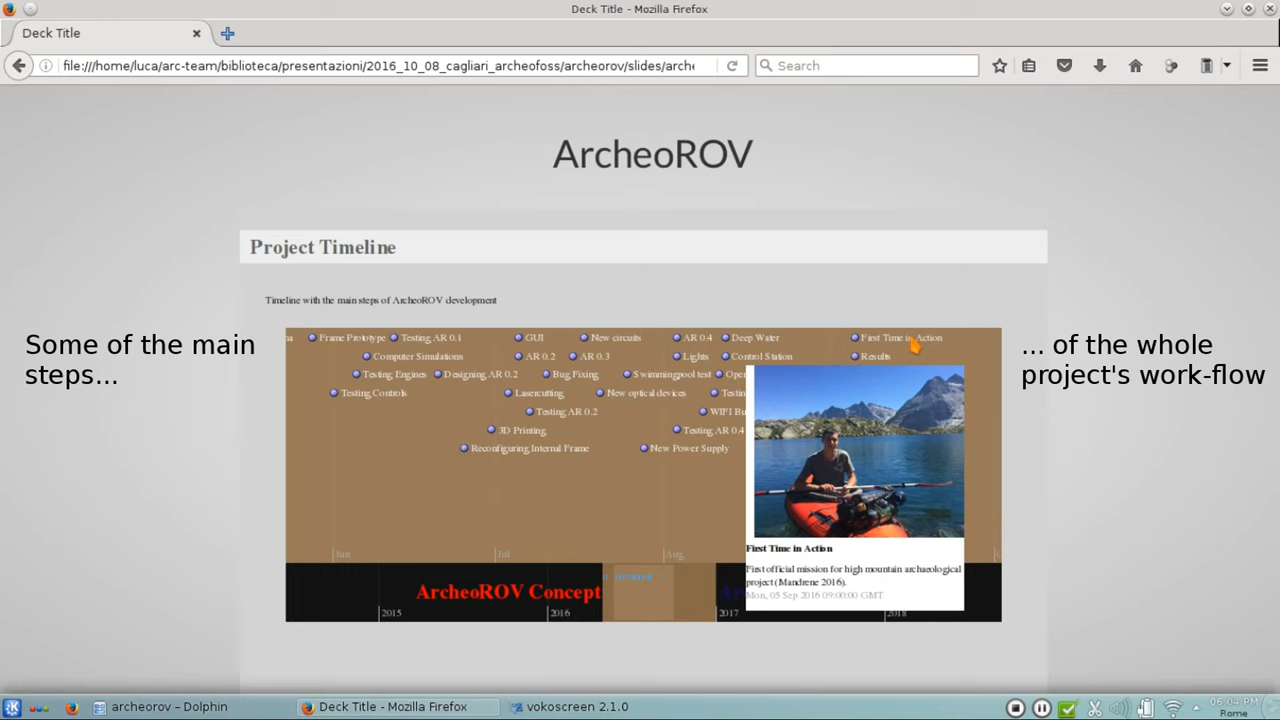 Deck Title - Mozilla Firefox
Deck Title
file:///home/luca/arc-team/biblioteca/presentazioni/2016_10_08_cagliari_archeofoss/archeorov/slides/arche
Search
ArcheoROV
Project Timeline
Timeline with the main steps of ArcheoROV development
Some of the main
steps...
... of the whole
project's work-flow
Frame Prototype
Testing AR 0.1
GUI
New circuits
AR 0.4
Deep Water
First Time in Action
Computer Simulations
AR 0.2
AR 0.3
Lights
Control Station
Results
Testing Engines
Designing AR 0.2
Bug Fixing
Swimmingpool test
Testing Controls
Lasercutting
New optical devices
Testing AR 0.2
3D Printing
Testing AR 0.4
Reconfiguring Internal Frame
New Power Supply
Jun
Jul
Aug
First Time in Action
First official mission for high mountain archaeological
project (Mandrene 2016).
Mon, 05 Sep 2016 09:00:00 GMT
ArcheoROV Concept
2015
2016
2017
2018
archeorov – Dolphin
Deck Title - Mozilla Firefox
vokoscreen 2.1.0
06:04 PM
Rome